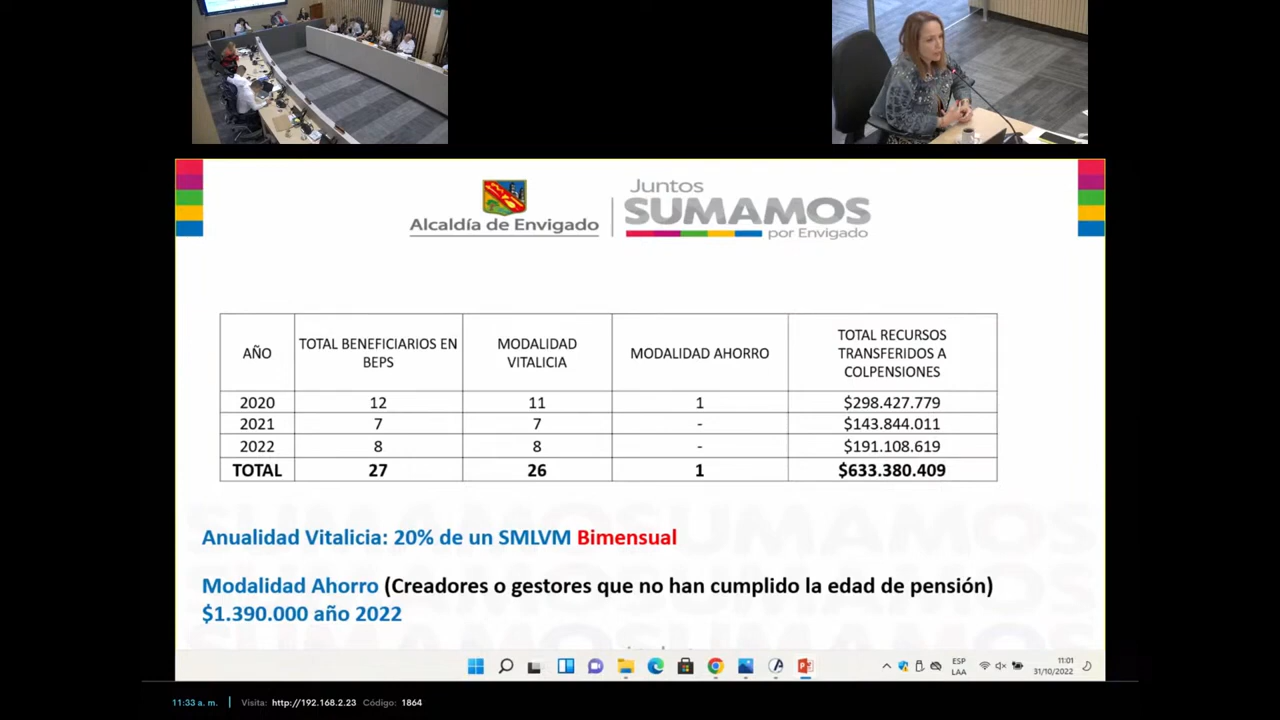 Alcaldía de Envigado
Juntos
SUMAMOS
por Envigado
AÑO
TOTAL BENEFICIARIOS EN
BEPS
MODALIDAD
VITALICIA
MODALIDAD AHORRO
TOTAL RECURSOS
TRANSFERIDOS A
COLPENSIONES
2020 12 11 1 $298.427.779
2021 7 7 - $143.844.011
2022 8 8 - $191.108.619
TOTAL 27 26 1 $633.380.409
Anualidad Vitalicia: 20% de un SMLVM Bimensual
Modalidad Ahorro (Creadores o gestores que no han cumplido la edad de pensión)
$1.390.000 año 2022
ESP
LAA
11:01
31/10/2022
11:33 a. m. Visita: http://192.168.2.23 Código: 1864